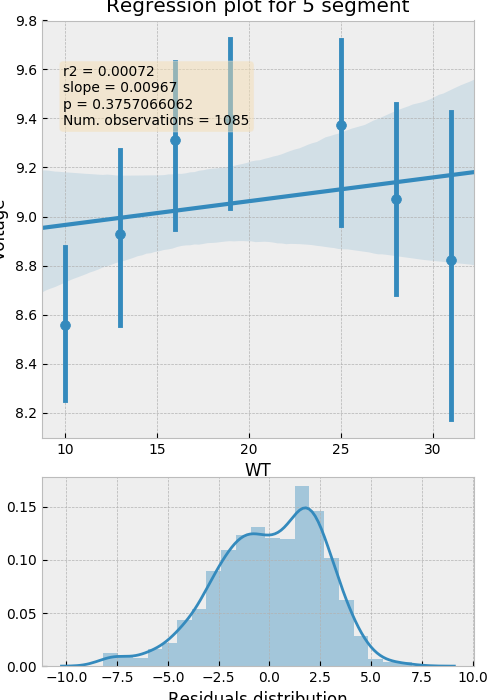 Regression plot for 5 segment
9.8
9.6
9.4
9.2
9.0
8.8
8.6
8.4
8.2
r2 = 0.00072
slope = 0.00967
p = 0.3757066062
Num. observations = 1085
Voltage
10 15 20 25 30
WT
0.15
0.10
0.05
0.00
−10.0 −7.5 −5.0 −2.5 0.0 2.5 5.0 7.5 10.0
Residuals distribution